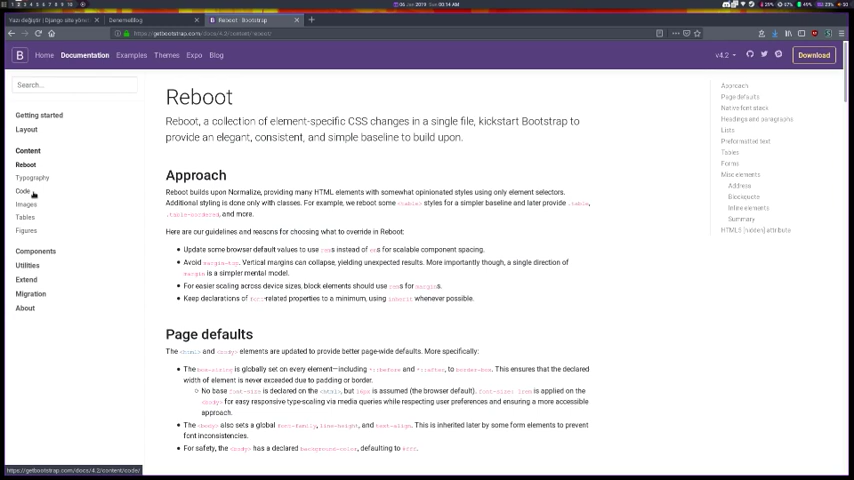 1 2 3 4 5 6 7 8 9 10
06 Jan 2019
Yazı değiştir | Django site yönet
DenemeBlog
Reboot · Bootstrap
https://getbootstrap.com/docs/4.2/content/reboot/
B
Home
Documentation
Examples
Themes
Expo
Blog
v4.2
Download
Search...
Getting started
Layout
Content
Reboot
Typography
Code
Images
Tables
Figures
Components
Utilities
Extend
Migration
About
Reboot
Reboot, a collection of element-specific CSS changes in a single file, kickstart Bootstrap to
provide an elegant, consistent, and simple baseline to build upon.
Approach
Reboot builds upon Normalize, providing many HTML elements with somewhat opinionated styles using only element selectors.
Additional styling is done only with classes. For example, we reboot some <table> styles for a simpler baseline and later provide .table,
.table-bordered, and more.
Here are our guidelines and reasons for choosing what to override in Reboot:
Update some browser default values to use rems instead of ems for scalable component spacing.
Avoid margin-top. Vertical margins can collapse, yielding unexpected results. More importantly though, a single direction of
margin is a simpler mental model.
For easier scaling across device sizes, block elements should use rems for margins.
Keep declarations of font-related properties to a minimum, using inherit whenever possible.
Page defaults
The <html> and <body> elements are updated to provide better page-wide defaults. More specifically:
The box-sizing is globally set on every element—including *::before and *::after, to border-box. This ensures that the declared
width of element is never exceeded due to padding or border.
No base font-size is declared on the <html>, but 16px is assumed (the browser default). font-size: 1rem is applied on the
<body> for easy responsive type-scaling via media queries while respecting user preferences and ensuring a more accessible
approach.
The <body> also sets a global font-family, line-height, and text-align. This is inherited later by some form elements to prevent
font inconsistencies.
For safety, the <body> has a declared background-color, defaulting to #fff.
Approach
Page defaults
Native font stack
Headings and paragraphs
Lists
Preformatted text
Tables
Forms
Misc elements
Address
Blockquote
Inline elements
Summary
HTML5 [hidden] attribute
https://getbootstrap.com/docs/4.2/content/code/